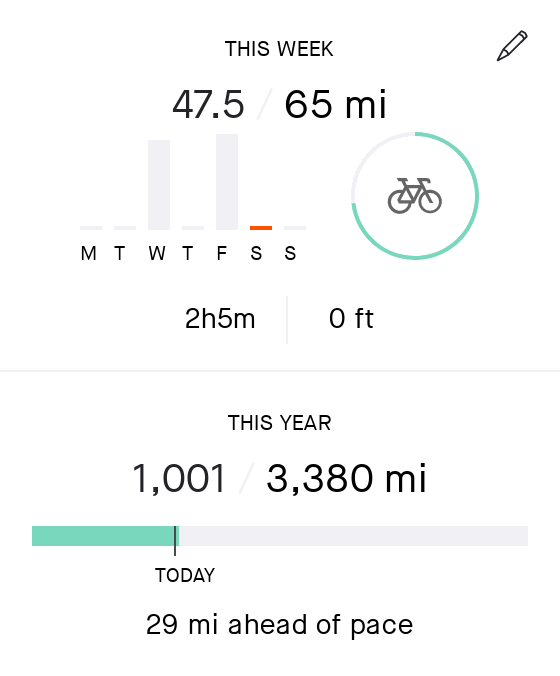 THIS WEEK
47.5 / 65 mi
M T W T F S S
2h5m 0 ft
THIS YEAR
1,001 / 3,380 mi
TODAY
29 mi ahead of pace